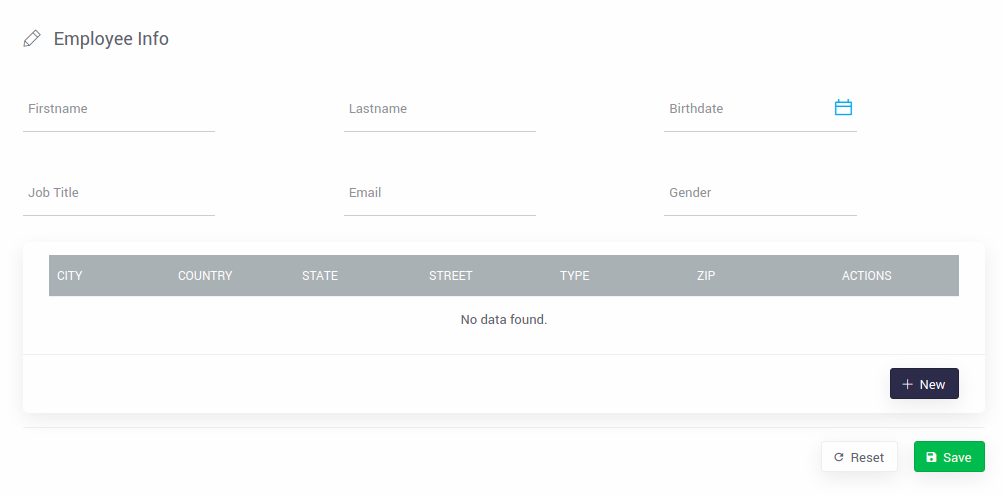 Employee Info
Firstname Lastname Birthdate
Job Title Email Gender
CITY COUNTRY STATE STREET TYPE ZIP ACTIONS
No data found.
+ New
Reset Save